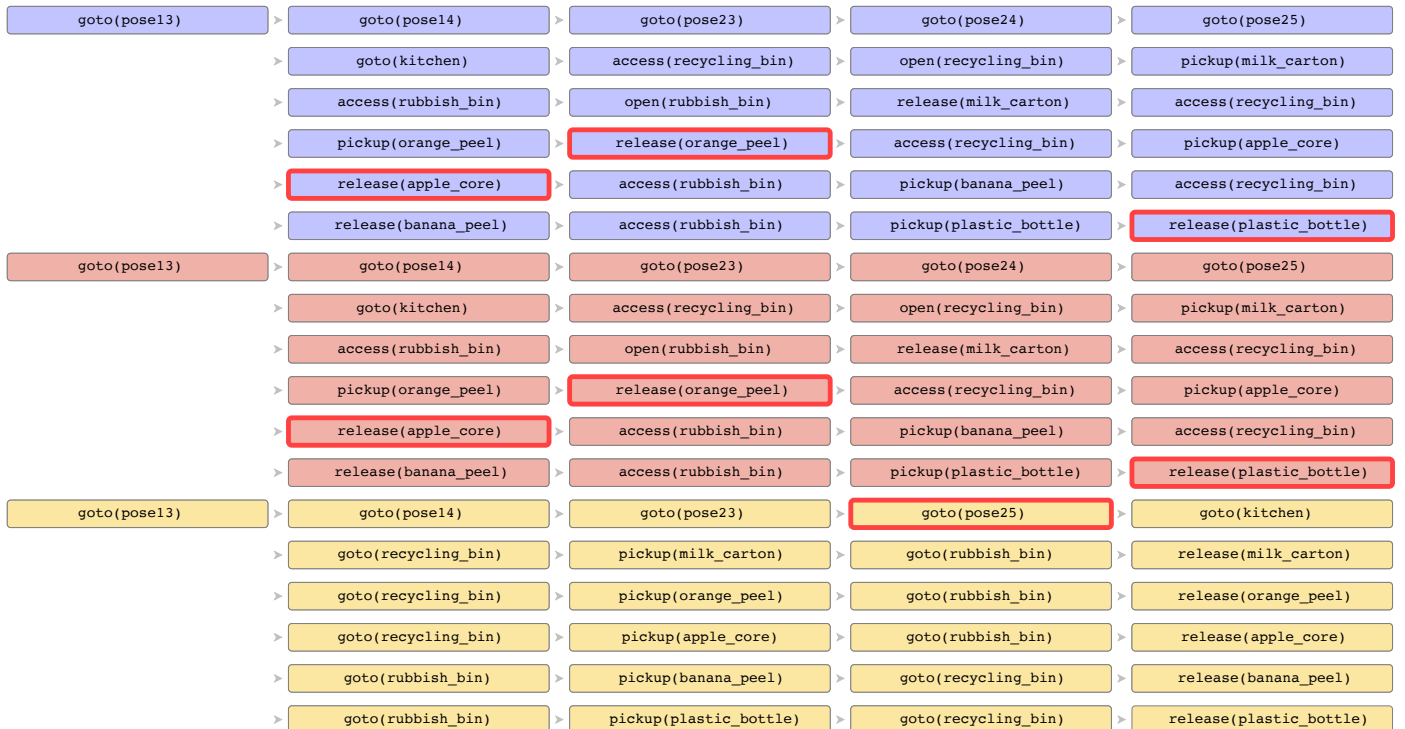 goto(pose13) goto(pose14) goto(pose23) goto(pose24) goto(pose25)
goto(kitchen) access(recycling_bin) open(recycling_bin) pickup(milk_carton)
access(rubbish_bin) open(rubbish_bin) release(milk_carton) access(recycling_bin)
pickup(orange_peel) release(orange_peel) access(recycling_bin) pickup(apple_core)
release(apple_core) access(rubbish_bin) pickup(banana_peel) access(recycling_bin)
release(banana_peel) access(rubbish_bin) pickup(plastic_bottle) release(plastic_bottle)
goto(pose13) goto(pose14) goto(pose23) goto(pose24) goto(pose25)
goto(kitchen) access(recycling_bin) open(recycling_bin) pickup(milk_carton)
access(rubbish_bin) open(rubbish_bin) release(milk_carton) access(recycling_bin)
pickup(orange_peel) release(orange_peel) access(recycling_bin) pickup(apple_core)
release(apple_core) access(rubbish_bin) pickup(banana_peel) access(recycling_bin)
release(banana_peel) access(rubbish_bin) pickup(plastic_bottle) release(plastic_bottle)
goto(pose13) goto(pose14) goto(pose23) goto(pose25) goto(kitchen)
goto(recycling_bin) pickup(milk_carton) goto(rubbish_bin) release(milk_carton)
goto(recycling_bin) pickup(orange_peel) goto(rubbish_bin) release(orange_peel)
goto(recycling_bin) pickup(apple_core) goto(rubbish_bin) release(apple_core)
goto(rubbish_bin) pickup(banana_peel) goto(recycling_bin) release(banana_peel)
goto(rubbish_bin) pickup(plastic_bottle) goto(recycling_bin) release(plastic_bottle)